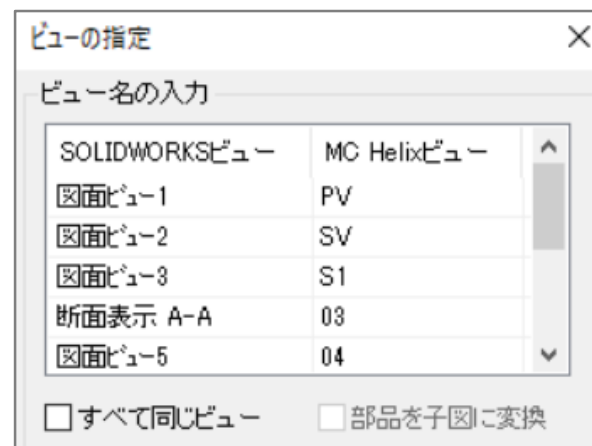 ビューの指定
ビュー名の入力
SOLIDWORKSビュー MC Helixビュー
図面ビュー1 PV
図面ビュー2 SV
図面ビュー3 S1
断面表示 A-A 03
図面ビュー5 04
すべて同じビュー 部品を子図に変換